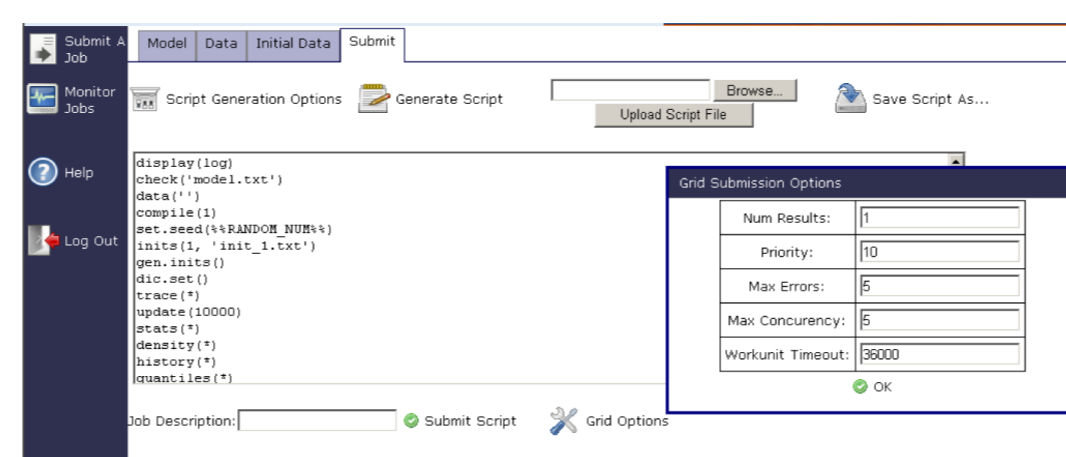 Submit A
Job
Monitor
Jobs
Help
Log Out
Model Data Initial Data Submit
Script Generation Options Generate Script Browse... Save Script As...
Upload Script File
display(log)
check('model.txt')
data('')
compile(1)
set.seed(%%RANDOM_NUM%%)
inits(1, 'init_1.txt')
gen.inits()
dic.set()
trace(*)
update(10000)
stats(*)
density(*)
history(*)
quantiles(*)
Job Description: Submit Script Grid Options
Grid Submission Options
Num Results: 1
Priority: 10
Max Errors: 5
Max Concurency: 5
Workunit Timeout: 36000
OK